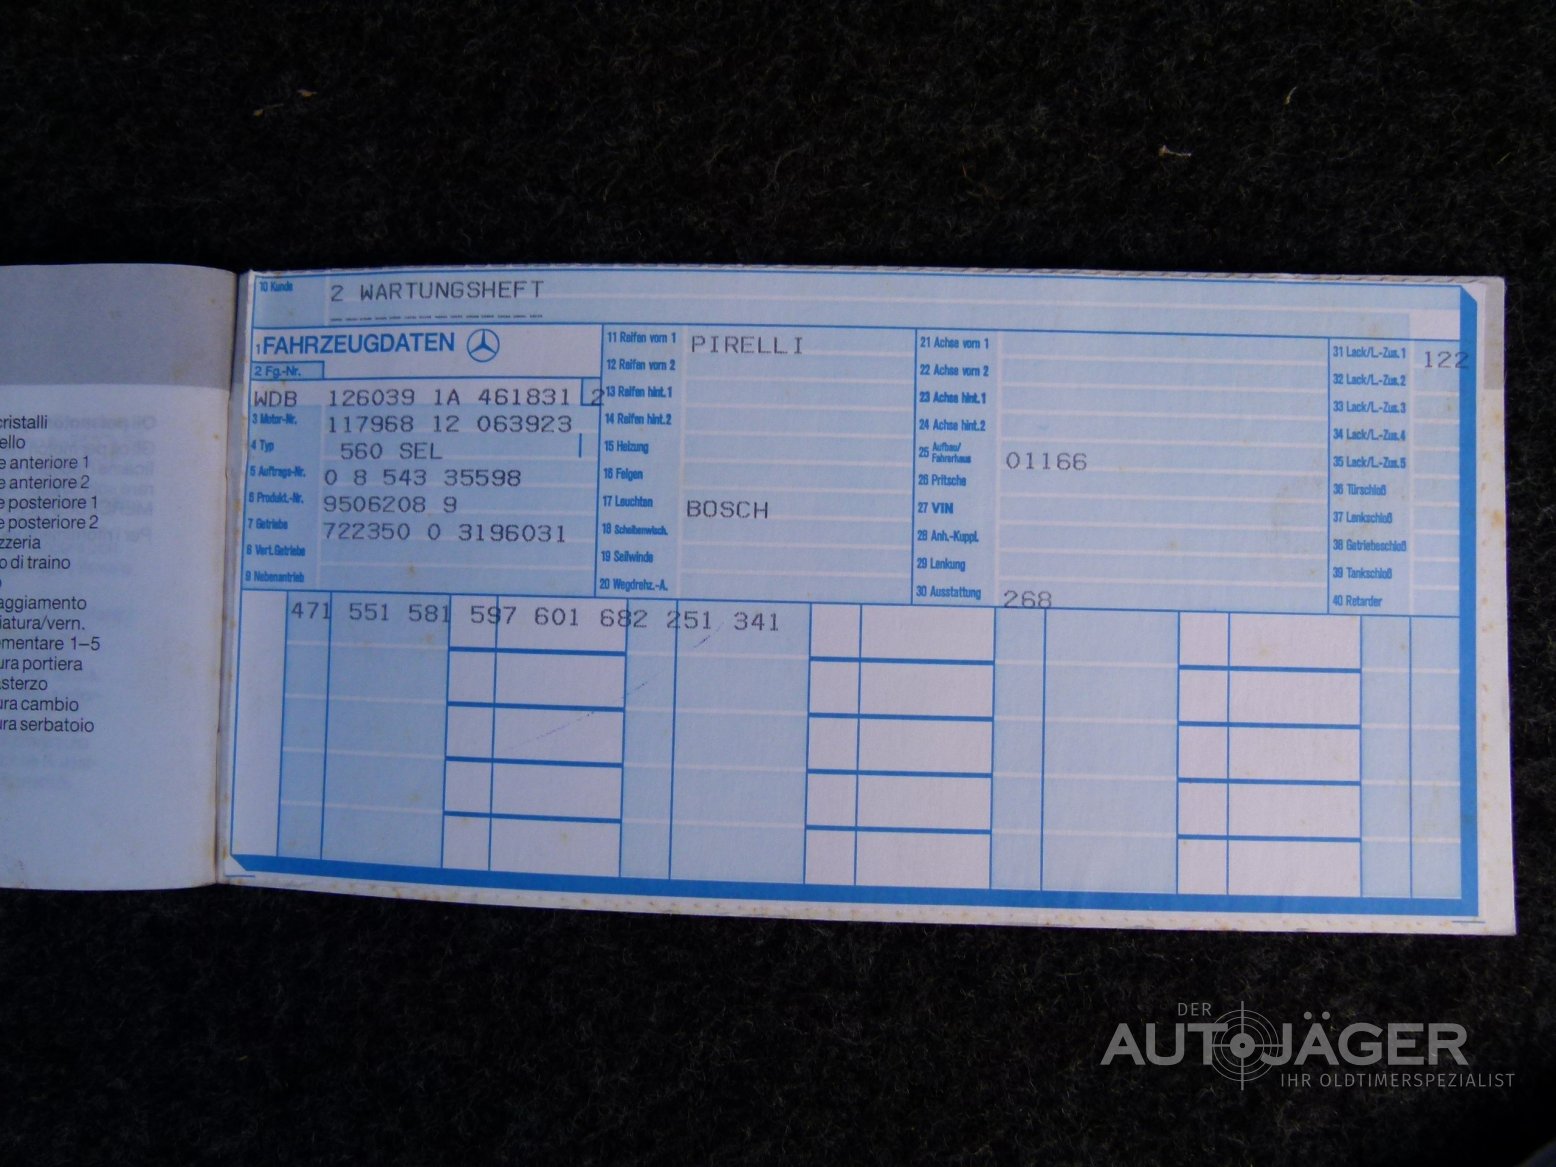 cristalli
ello
e anteriore 1
e anteriore 2
e posteriore 1
e posteriore 2
zzeria
o di traino
aggiamento
iatura/vern.
ementare 1–5
ura portiera
sterzo
ura cambio
ura serbatoio
10 Kunde 2 WARTUNGSHEFT
1 FAHRZEUGDATEN
2 Fg.-Nr.
WDB 126039 1A 461831 2
3 Motor-Nr. 117968 12 063923
4 Typ 560 SEL
5 Auftrags-Nr. 0 8 543 35598
6 Produkt.-Nr. 9506208 9
7 Getriebe 722350 0 3196031
8 Vert.Getriebe
9 Nebenantrieb
11 Reifen vorn 1 PIRELLI
12 Reifen vorn 2
13 Reifen hint.1
14 Reifen hint.2
15 Heizung
16 Felgen
17 Leuchten BOSCH
18 Scheibenwisch.
19 Seilwinde
20 Wegdrehz.-A.
21 Achse vorn 1
22 Achse vorn 2
23 Achse hint.1
24 Achse hint.2
25 Aufbau/
Fahrerhaus 01166
26 Pritsche
27 VIN
28 Anh.-Kuppl.
29 Lenkung
30 Ausstattung 268
31 Lack/L.-Zus.1 122
32 Lack/L.-Zus.2
33 Lack/L.-Zus.3
34 Lack/L.-Zus.4
35 Lack/L.-Zus.5
36 Türschloß
37 Lenkschloß
38 Getriebeschloß
39 Tankschloß
40 Retarder
471 551 581 597 601 682 251 341
DER
AUTOJÄGER
IHR OLDTIMERSPEZIALIST